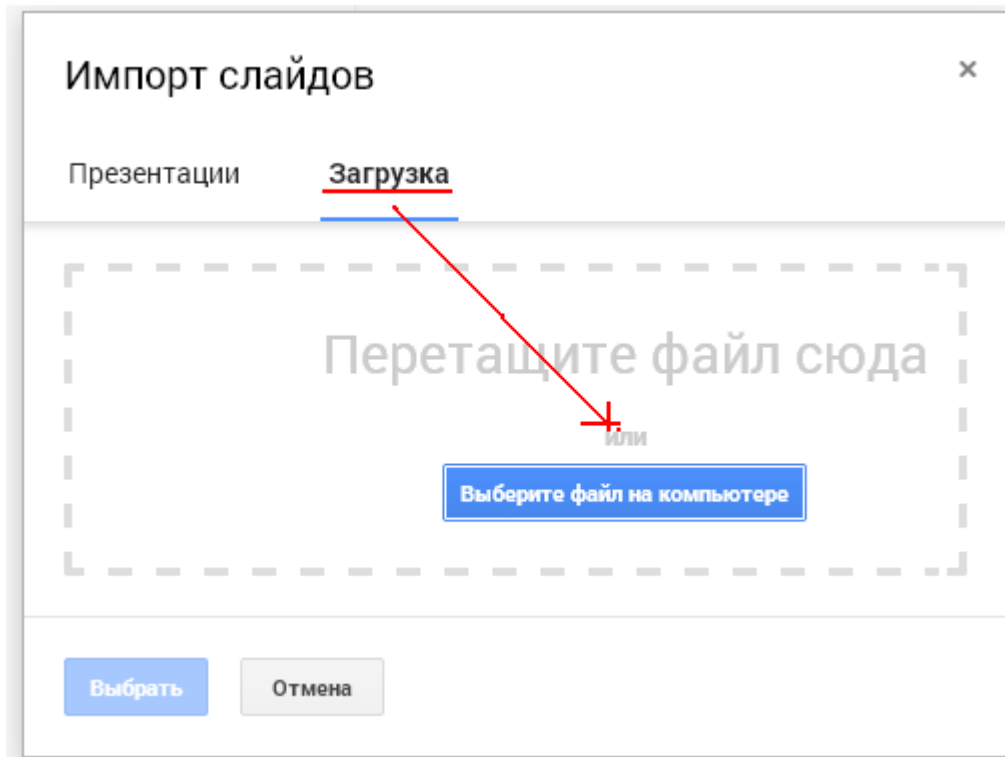 Импорт слайдов
Презентации Загрузка
Перетащите файл сюда
или
Выберите файл на компьютере
Выбрать Отмена